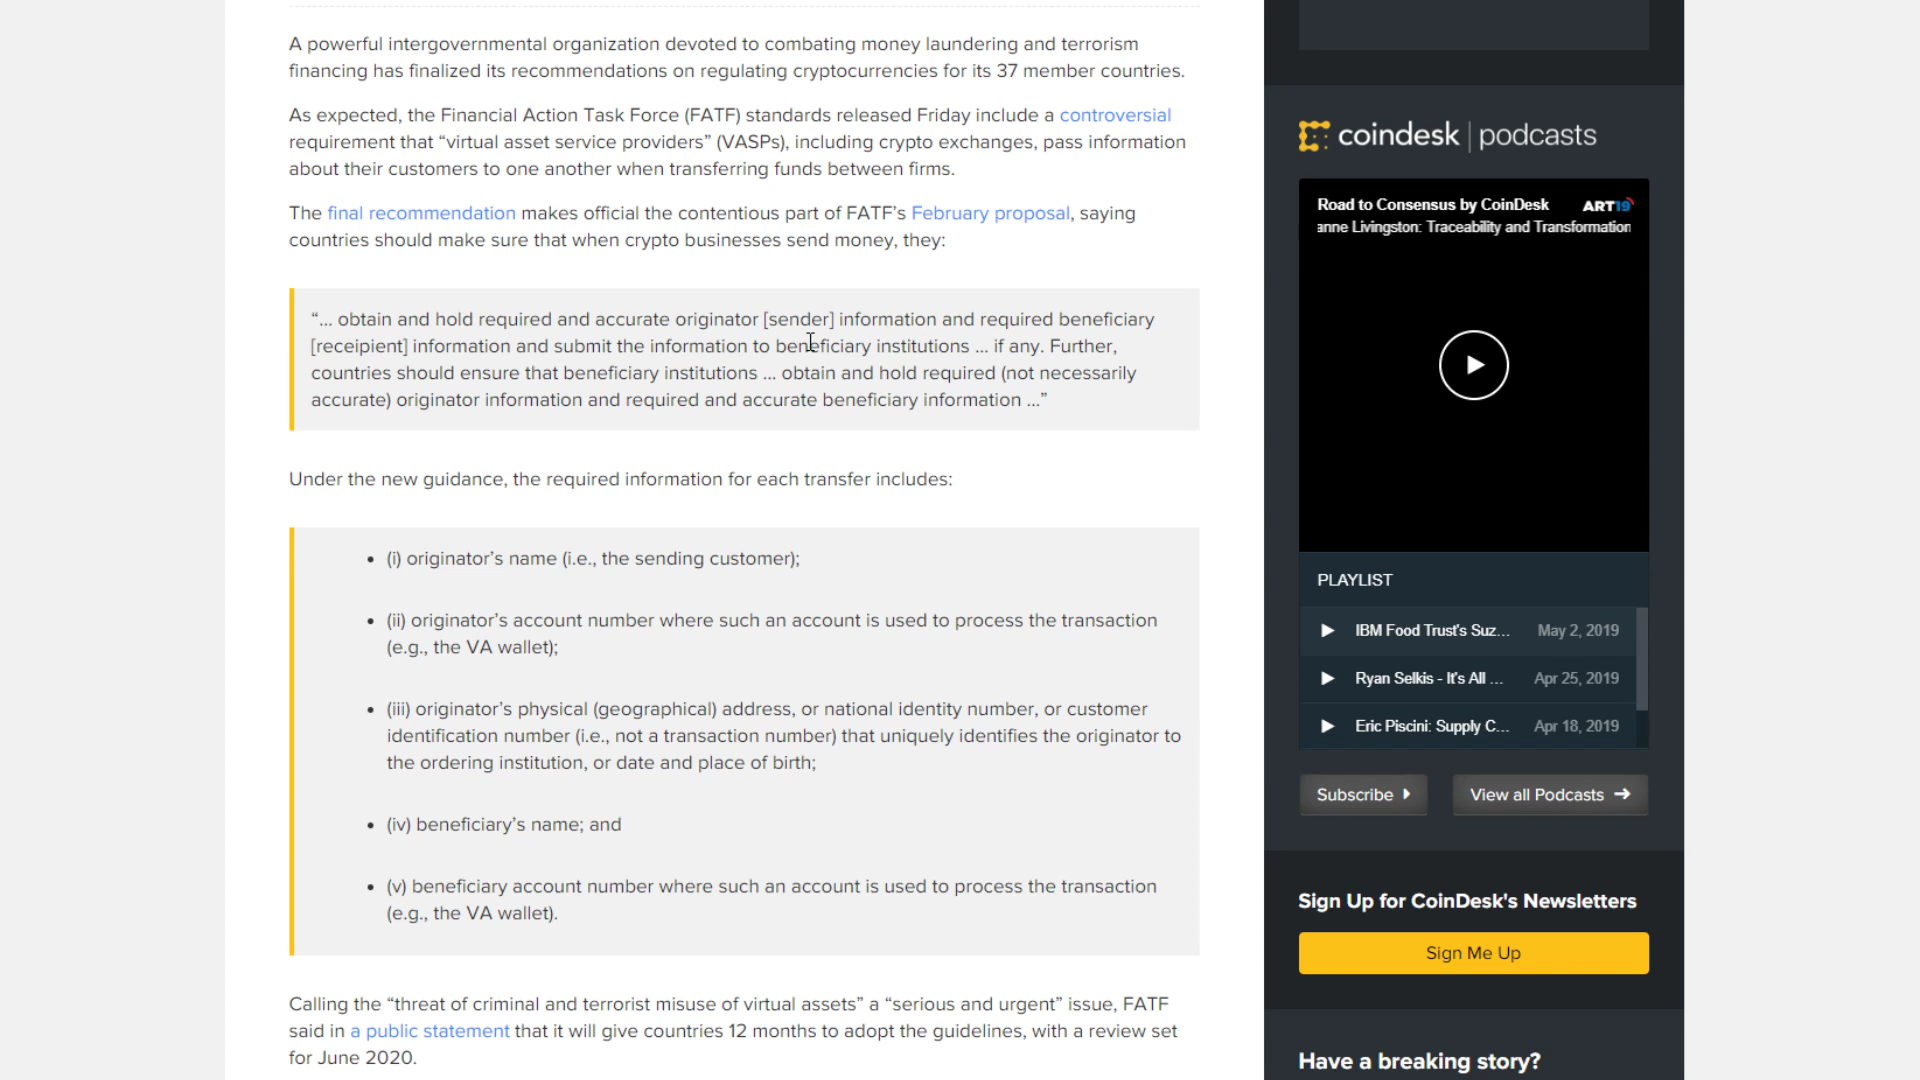 A powerful intergovernmental organization devoted to combating money laundering and terrorism
financing has finalized its recommendations on regulating cryptocurrencies for its 37 member countries.
As expected, the Financial Action Task Force (FATF) standards released Friday include a controversial
requirement that “virtual asset service providers” (VASPs), including crypto exchanges, pass information
about their customers to one another when transferring funds between firms.
The final recommendation makes official the contentious part of FATF’s February proposal, saying
countries should make sure that when crypto businesses send money, they:
“… obtain and hold required and accurate originator [sender] information and required beneficiary
[receipient] information and submit the information to beneficiary institutions … if any. Further,
countries should ensure that beneficiary institutions … obtain and hold required (not necessarily
accurate) originator information and required and accurate beneficiary information …”
Under the new guidance, the required information for each transfer includes:
• (i) originator’s name (i.e., the sending customer);
• (ii) originator’s account number where such an account is used to process the transaction
(e.g., the VA wallet);
• (iii) originator’s physical (geographical) address, or national identity number, or customer
identification number (i.e., not a transaction number) that uniquely identifies the originator to
the ordering institution, or date and place of birth;
• (iv) beneficiary’s name; and
• (v) beneficiary account number where such an account is used to process the transaction
(e.g., the VA wallet).
Calling the “threat of criminal and terrorist misuse of virtual assets” a “serious and urgent” issue, FATF
said in a public statement that it will give countries 12 months to adopt the guidelines, with a review set
for June 2020.
coindesk | podcasts
Road to Consensus by CoinDesk ART19
anne Livingston: Traceability and Transformation
PLAYLIST
IBM Food Trust's Suz... May 2, 2019
Ryan Selkis - It's All ... Apr 25, 2019
Eric Piscini: Supply C... Apr 18, 2019
Subscribe
View all Podcasts
Sign Up for CoinDesk's Newsletters
Sign Me Up
Have a breaking story?